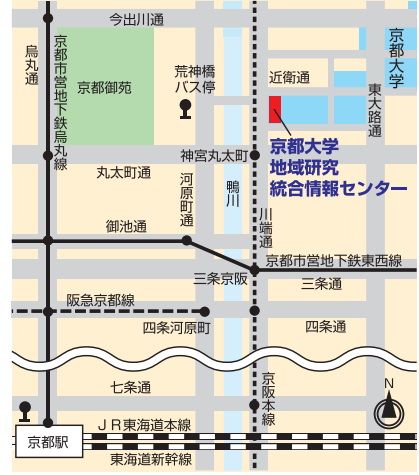 今出川通
烏丸通
京都市営地下鉄烏丸線
京都御苑
荒神橋
バス停
近衛通
京都大学
東大路通
京都大学
地域研究
統合情報センター
神宮丸太町
丸太町通
河原町通
鴨川
川端通
御池通
京都市営地下鉄東西線
三条京阪
三条通
阪急京都線
四条河原町
四条通
七条通
京阪本線
N
JR東海道本線
京都駅
東海道新幹線